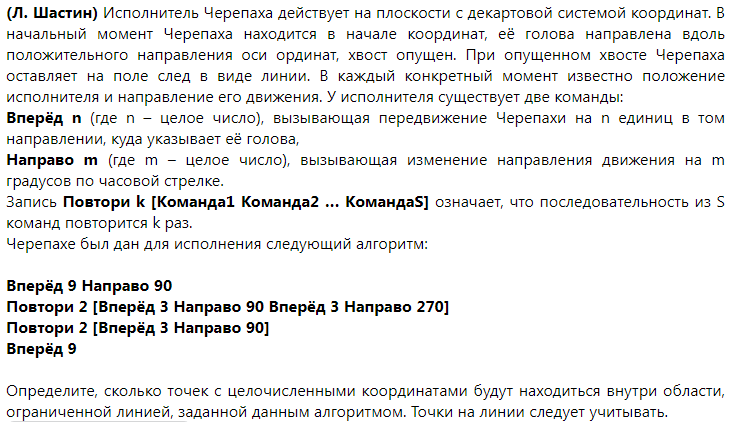 (Л. Шастин) Исполнитель Черепаха действует на плоскости с декартовой системой координат. В
начальный момент Черепаха находится в начале координат, её голова направлена вдоль
положительного направления оси ординат, хвост опущен. При опущенном хвосте Черепаха
оставляет на поле след в виде линии. В каждый конкретный момент известно положение
исполнителя и направление его движения. У исполнителя существует две команды:
Вперёд n (где n – целое число), вызывающая передвижение Черепахи на n единиц в том
направлении, куда указывает её голова,
Направо m (где m – целое число), вызывающая изменение направления движения на m
градусов по часовой стрелке.
Запись Повтори k [Команда1 Команда2 … КомандаS] означает, что последовательность из S
команд повторится k раз.
Черепахе был дан для исполнения следующий алгоритм:
Вперёд 9 Направо 90
Повтори 2 [Вперёд 3 Направо 90 Вперёд 3 Направо 270]
Повтори 2 [Вперёд 3 Направо 90]
Вперёд 9
Определите, сколько точек с целочисленными координатами будут находиться внутри области,
ограниченной линией, заданной данным алгоритмом. Точки на линии следует учитывать.